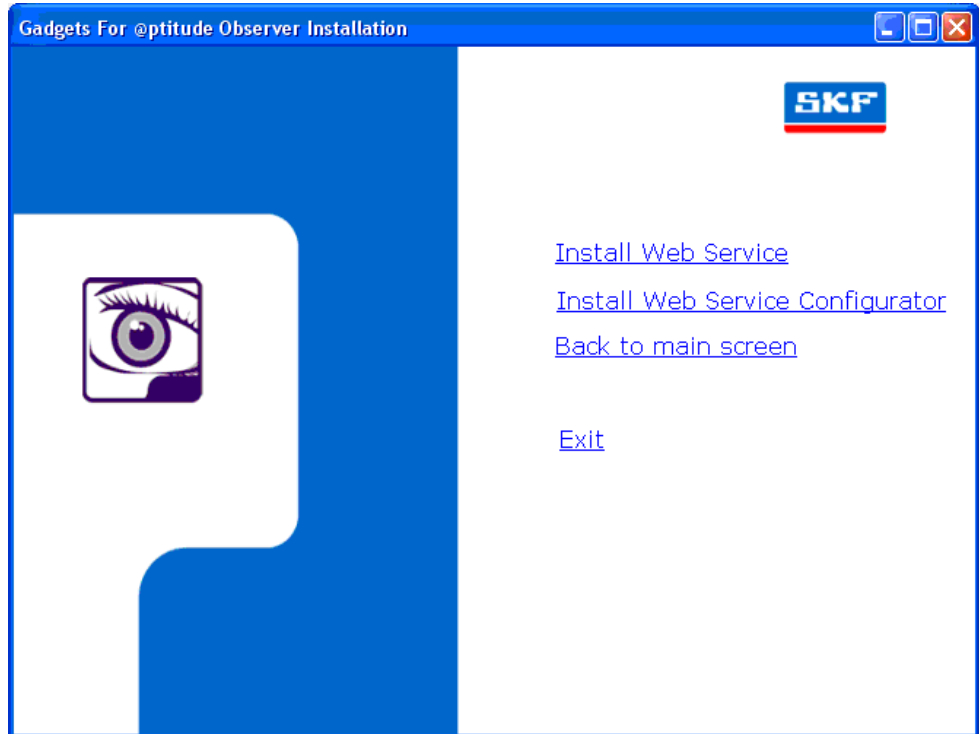 Gadgets For @ptitude Observer Installation
SKF
Install Web Service
Install Web Service Configurator
Back to main screen
Exit